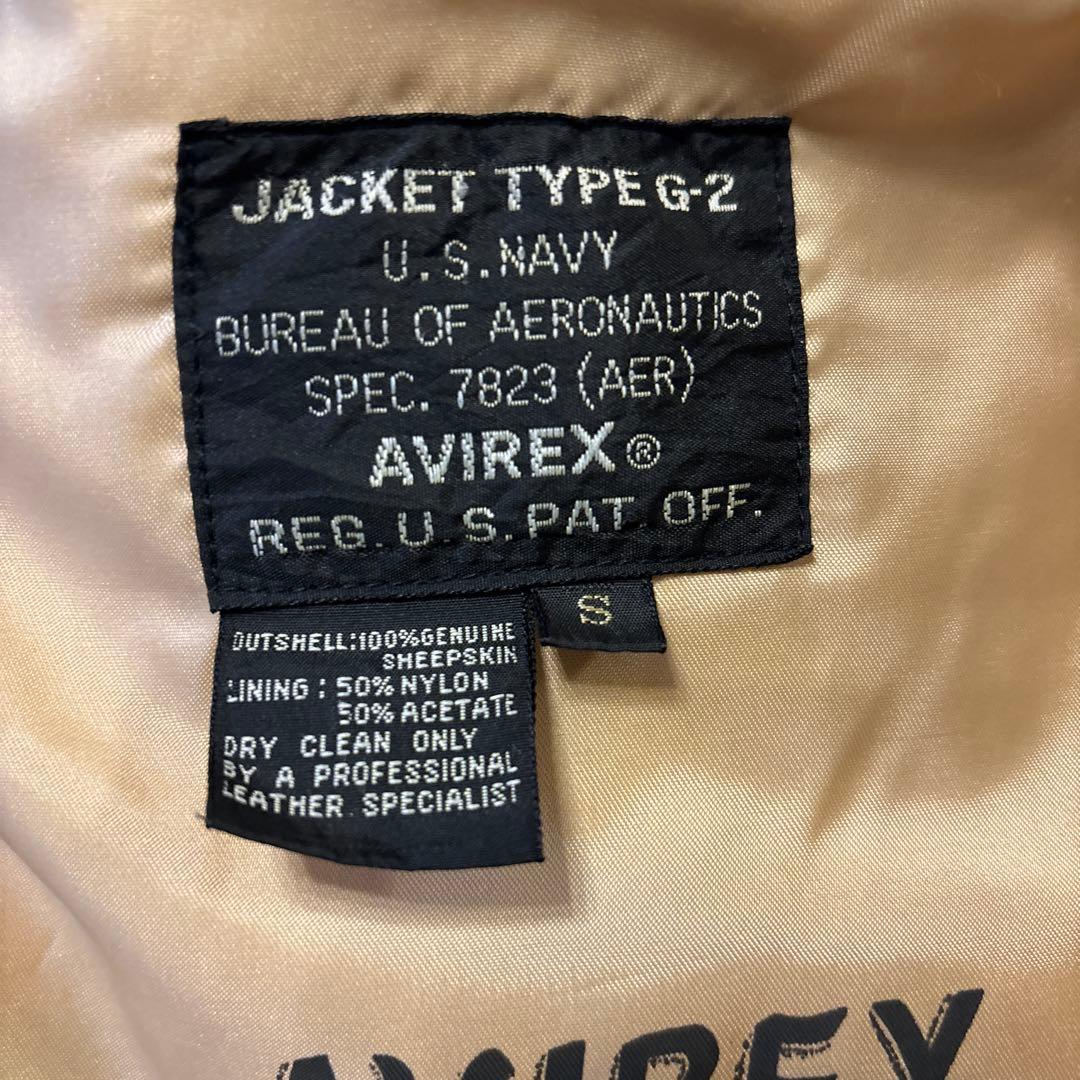 JACKET TYPE G-2
U.S. NAVY
BUREAU OF AERONAUTICS
SPEC. 7823 (AER)
AVIREX®
REG. U.S. PAT. OFF.
S
OUTSHELL:100%GENUINE
SHEEPSKIN
LINING : 50% NYLON
50% ACETATE
DRY CLEAN ONLY
BY A PROFESSIONAL
LEATHER SPECIALIST
AVIREX